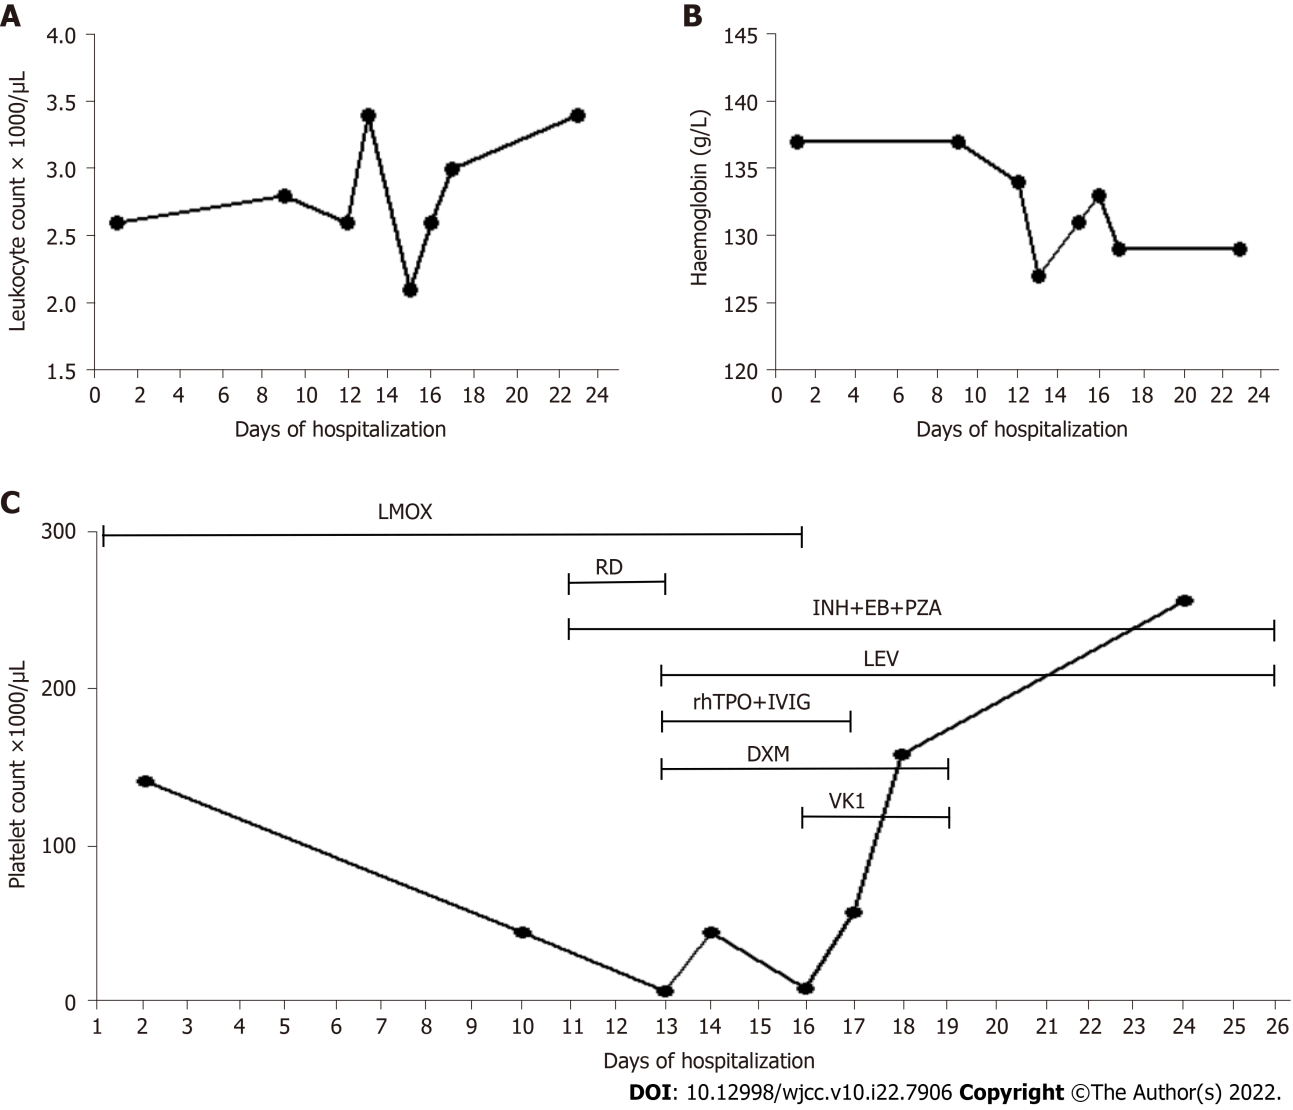 A
Leukocyte count × 1000/µL
4.0
3.5
3.0
2.5
2.0
1.5
0 2 4 6 8 10 12 14 16 18 20 22 24
Days of hospitalization
B
Haemoglobin (g/L)
145
140
135
130
125
120
0 2 4 6 8 10 12 14 16 18 20 22 24
Days of hospitalization
C
Platelet count ×1000/µL
300
200
100
0
LMOX
RD
INH+EB+PZA
LEV
rhTPO+IVIG
DXM
VK1
1 2 3 4 5 6 7 8 9 10 11 12 13 14 15 16 17 18 19 20 21 22 23 24 25 26
Days of hospitalization
DOI: 10.12998/wjcc.v10.i22.7906 Copyright ©The Author(s) 2022.